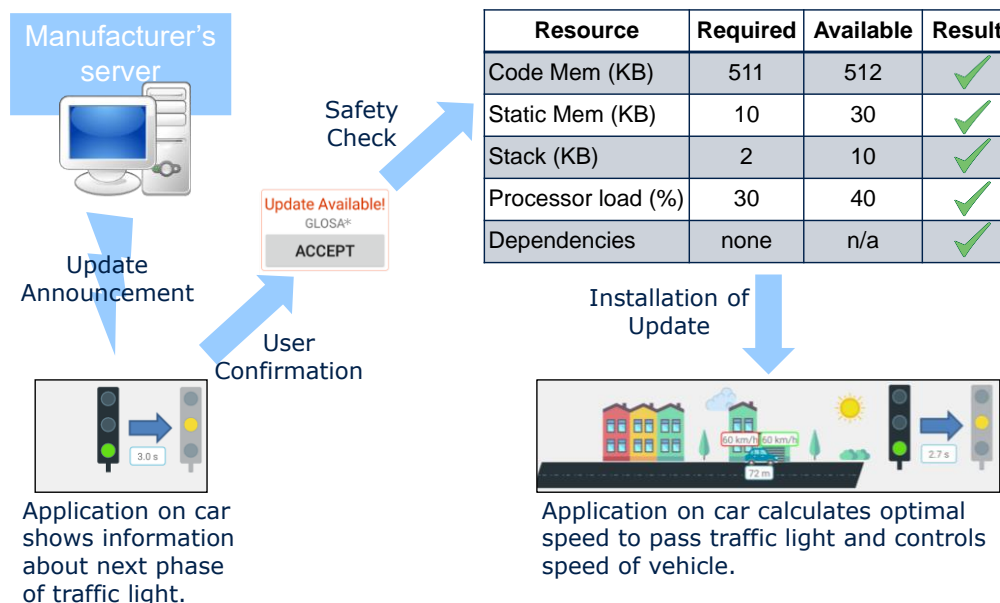 Manufacturer's
server
Update
Announcement
3.0 s
Application on car
shows information
about next phase
of traffic light.
User
Confirmation
Update Available!
GLOSA*
ACCEPT
Safety
Check
Resource Required Available Result
Code Mem (KB) 511 512
Static Mem (KB) 10 30
Stack (KB) 2 10
Processor load (%) 30 40
Dependencies none n/a
Installation of
Update
60 km/h 60 km/h
72 m
2.7 s
Application on car calculates optimal
speed to pass traffic light and controls
speed of vehicle.